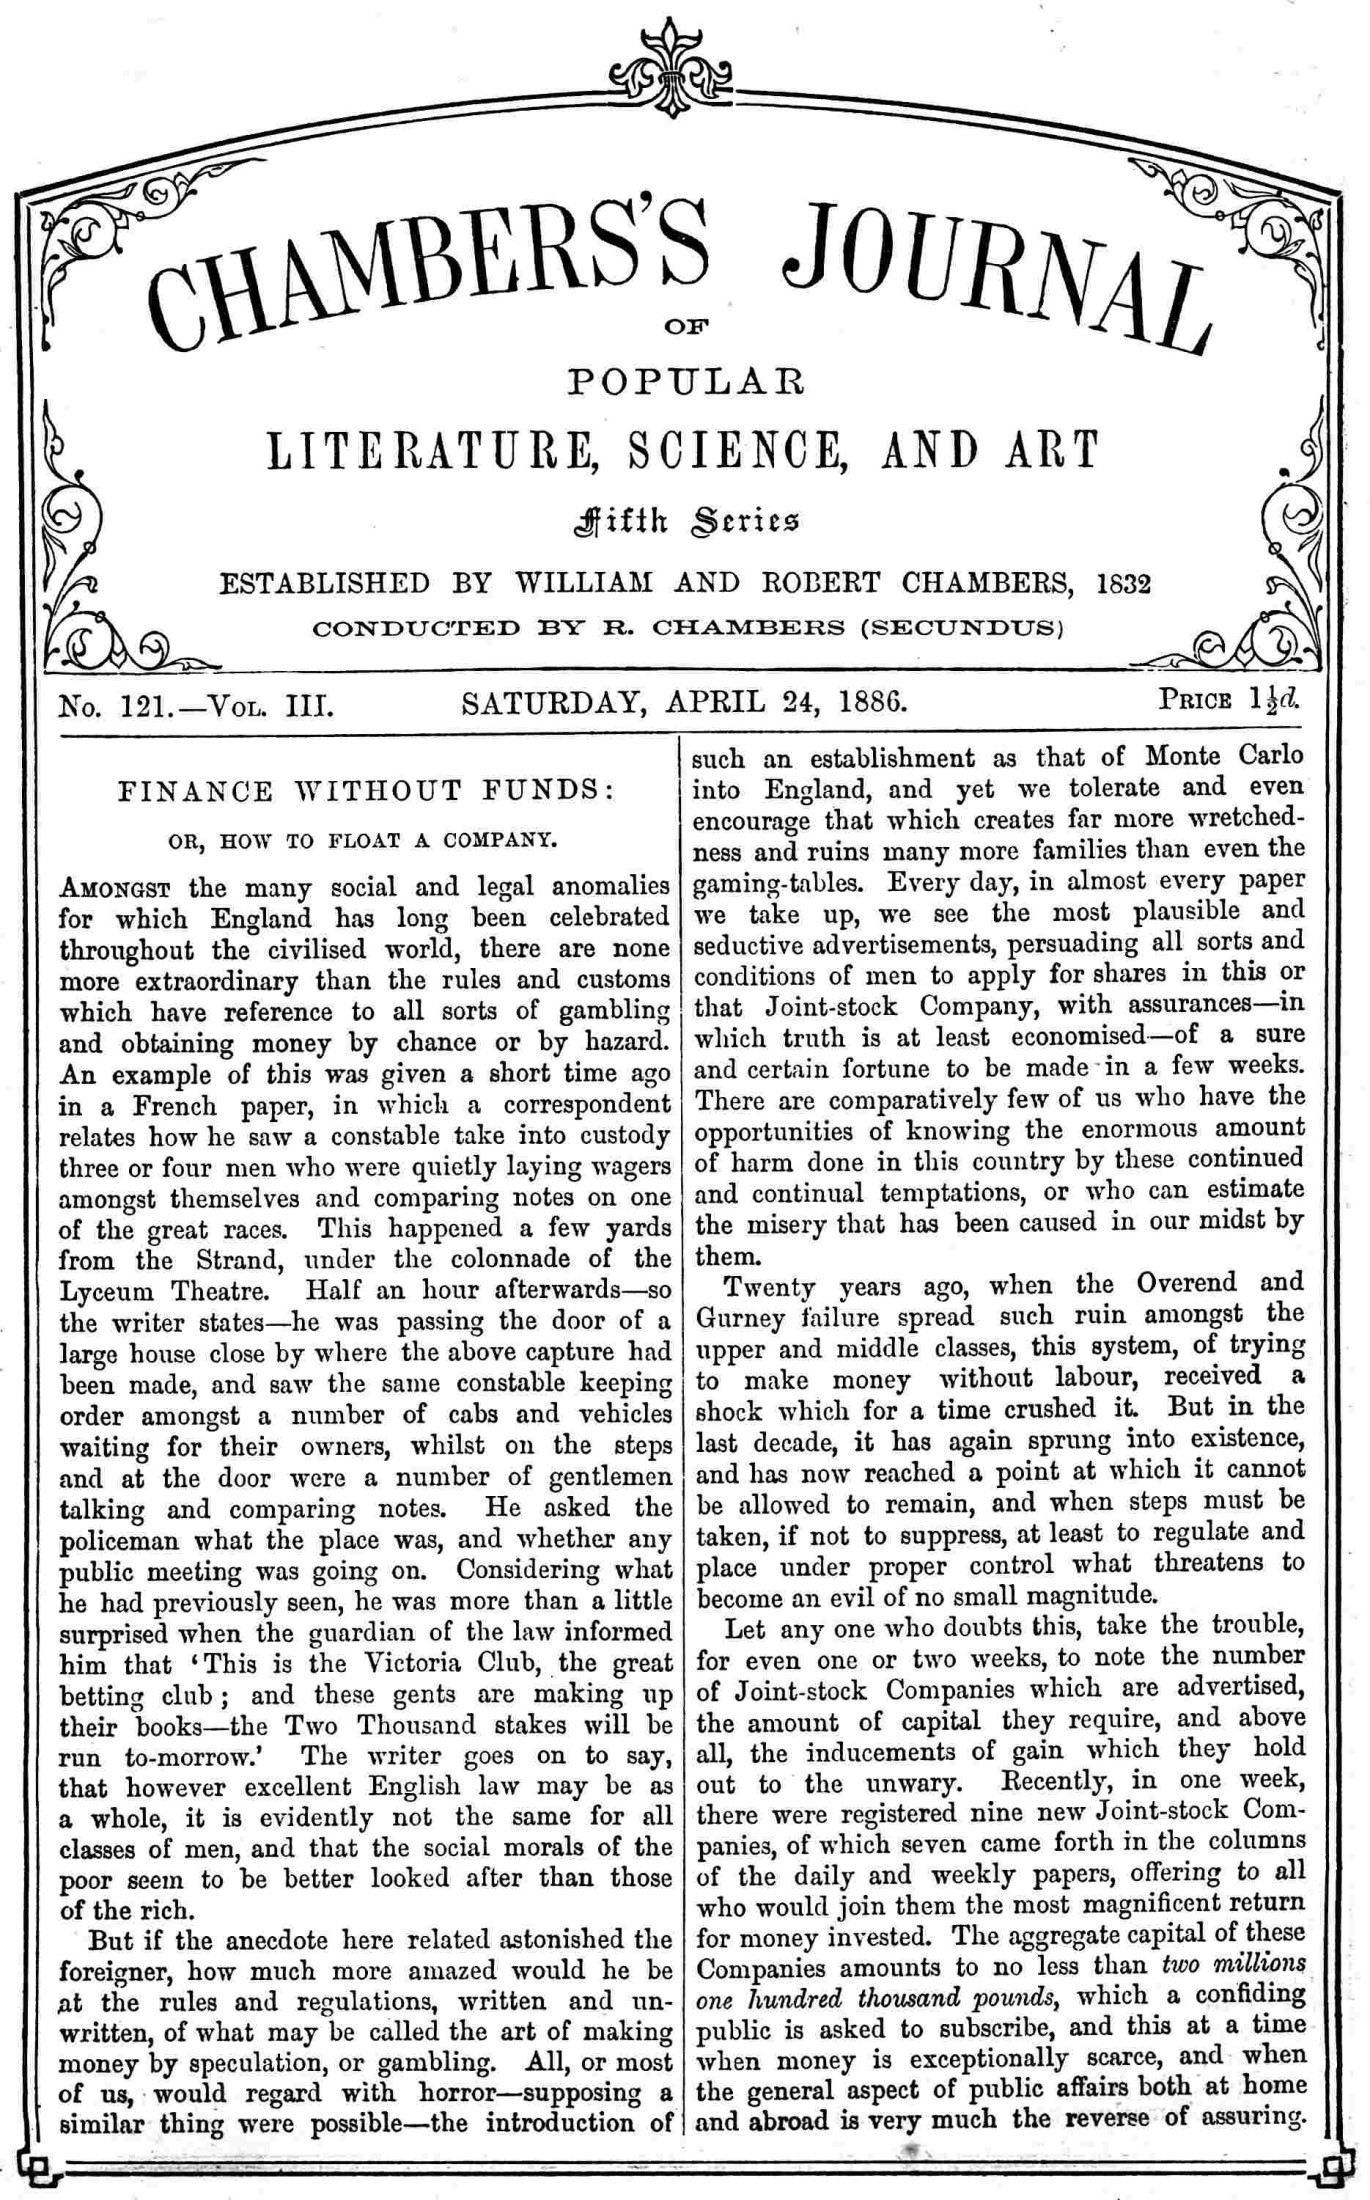 CHAMBERS'S JOURNAL
OF
POPULAR
LITERATURE, SCIENCE, AND ART
Fifth Series
ESTABLISHED BY WILLIAM AND ROBERT CHAMBERS, 1832
CONDUCTED BY R. CHAMBERS (SECUNDUS)
No. 121.—VOL. III. SATURDAY, APRIL 24, 1886. PRICE 1½d.
FINANCE WITHOUT FUNDS:
OR, HOW TO FLOAT A COMPANY.
AMONGST the many social and legal anomalies
for which England has long been celebrated
throughout the civilised world, there are none
more extraordinary than the rules and customs
which have reference to all sorts of gambling
and obtaining money by chance or by hazard.
An example of this was given a short time ago
in a French paper, in which a correspondent
relates how he saw a constable take into custody
three or four men who were quietly laying wagers
amongst themselves and comparing notes on one
of the great races. This happened a few yards
from the Strand, under the colonnade of the
Lyceum Theatre. Half an hour afterwards—so
the writer states—he was passing the door of a
large house close by where the above capture had
been made, and saw the same constable keeping
order amongst a number of cabs and vehicles
waiting for their owners, whilst on the steps
and at the door were a number of gentlemen
talking and comparing notes. He asked the
policeman what the place was, and whether any
public meeting was going on. Considering what
he had previously seen, he was more than a little
surprised when the guardian of the law informed
him that ‘This is the Victoria Club, the great
betting club; and these gents are making up
their books—the Two Thousand stakes will be
run to-morrow.’ The writer goes on to say,
that however excellent English law may be as
a whole, it is evidently not the same for all
classes of men, and that the social morals of the
poor seem to be better looked after than those
of the rich.
But if the anecdote here related astonished the
foreigner, how much more amazed would he be
at the rules and regulations, written and un-
written, of what may be called the art of making
money by speculation, or gambling. All, or most
of us, would regard with horror—supposing a
similar thing were possible—the introduction of
such an establishment as that of Monte Carlo
into England, and yet we tolerate and even
encourage that which creates far more wretched-
ness and ruins many more families than even the
gaming-tables. Every day, in almost every paper
we take up, we see the most plausible and
seductive advertisements, persuading all sorts and
conditions of men to apply for shares in this or
that Joint-stock Company, with assurances—in
which truth is at least economised—of a sure
and certain fortune to be made in a few weeks.
There are comparatively few of us who have the
opportunities of knowing the enormous amount
of harm done in this country by these continued
and continual temptations, or who can estimate
the misery that has been caused in our midst by
them.
Twenty years ago, when the Overend and
Gurney failure spread such ruin amongst the
upper and middle classes, this system, of trying
to make money without labour, received a
shock which for a time crushed it. But in the
last decade, it has again sprung into existence,
and has now reached a point at which it cannot
be allowed to remain, and when steps must be
taken, if not to suppress, at least to regulate and
place under proper control what threatens to
become an evil of no small magnitude.
Let any one who doubts this, take the trouble,
for even one or two weeks, to note the number
of Joint-stock Companies which are advertised,
the amount of capital they require, and above
all, the inducements of gain which they hold
out to the unwary. Recently, in one week,
there were registered nine new Joint-stock Com-
panies, of which seven came forth in the columns
of the daily and weekly papers, offering to all
who would join them the most magnificent return
for money invested. The aggregate capital of these
Companies amounts to no less than two millions
one hundred thousand pounds, which a confiding
public is asked to subscribe, and this at a time
when money is exceptionally scarce, and when
the general aspect of public affairs both at home
and abroad is very much the reverse of assuring.